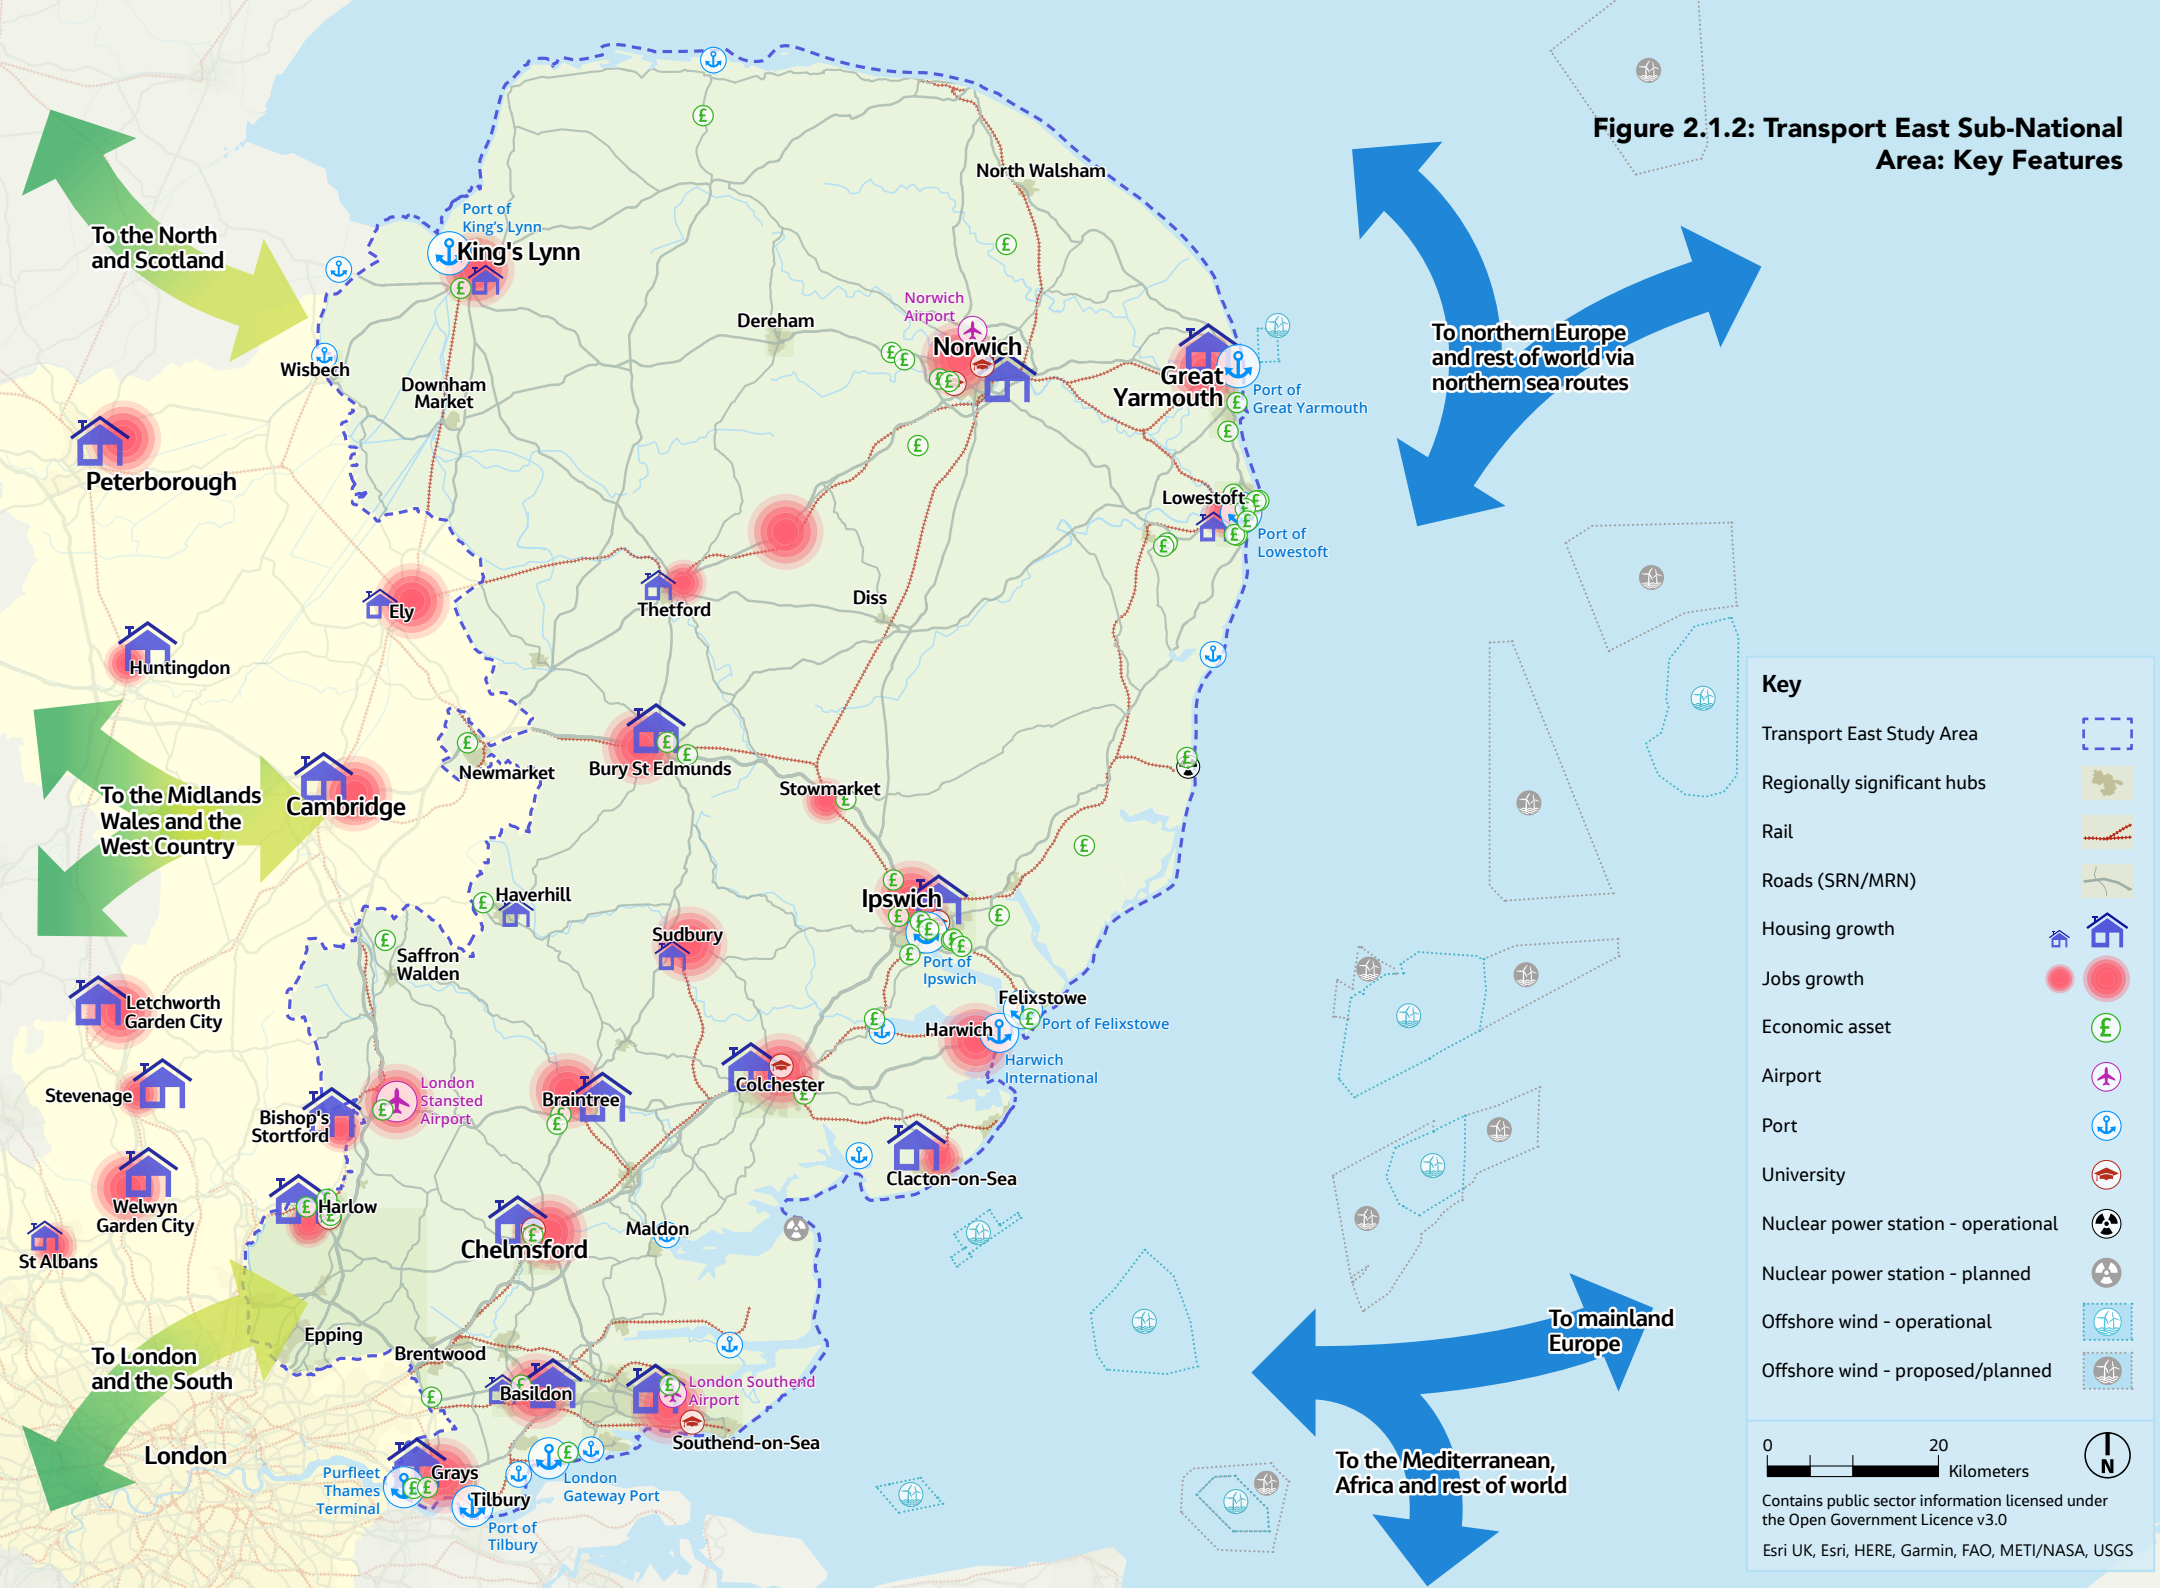 Figure 2.1.2: Transport East Sub-National
Area: Key Features
North Walsham
Port of
King's Lynn
King's Lynn
To the North
and Scotland
Norwich
Airport
Dereham
Norwich
To northern Europe
and rest of world via
northern sea routes
Wisbech
Downham
Market
Great
Yarmouth
Port of
Great Yarmouth
Peterborough
Lowestoft
Port of
Lowestoft
Ely
Thetford
Diss
Huntingdon
Newmarket
Bury St Edmunds
Stowmarket
To the Midlands
Wales and the
West Country
Cambridge
Haverhill
Ipswich
Sudbury
Saffron
Walden
Port of
Ipswich
Letchworth
Garden City
Felixstowe
Port of Felixstowe
Harwich
Harwich
International
Stevenage
London
Stansted
Airport
Colchester
Braintree
Bishop's
Stortford
Clacton-on-Sea
Welwyn
Garden City
Harlow
Maldon
Chelmsford
St Albans
Epping
Brentwood
To London
and the South
Basildon
London Southend
Airport
Southend-on-Sea
London
Grays
Purfleet
Thames
Terminal
Tilbury
London
Gateway Port
Port of
Tilbury
To mainland
Europe
To the Mediterranean,
Africa and rest of world
Key
Transport East Study Area
Regionally significant hubs
Rail
Roads (SRN/MRN)
Housing growth
Jobs growth
Economic asset
£
Airport
Port
University
Nuclear power station - operational
Nuclear power station - planned
Offshore wind - operational
Offshore wind - proposed/planned
0 20
Kilometers
N
Contains public sector information licensed under
the Open Government Licence v3.0
Esri UK, Esri, HERE, Garmin, FAO, METI/NASA, USGS